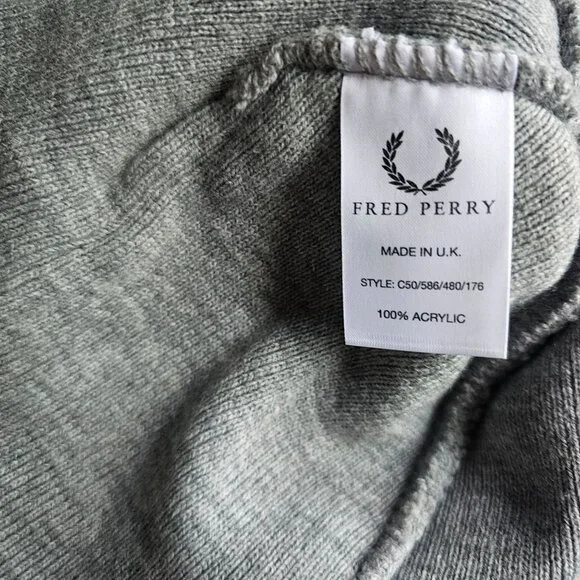 FRED PERRY
MADE IN U.K.
STYLE: C50/586/480/176
100% ACRYLIC